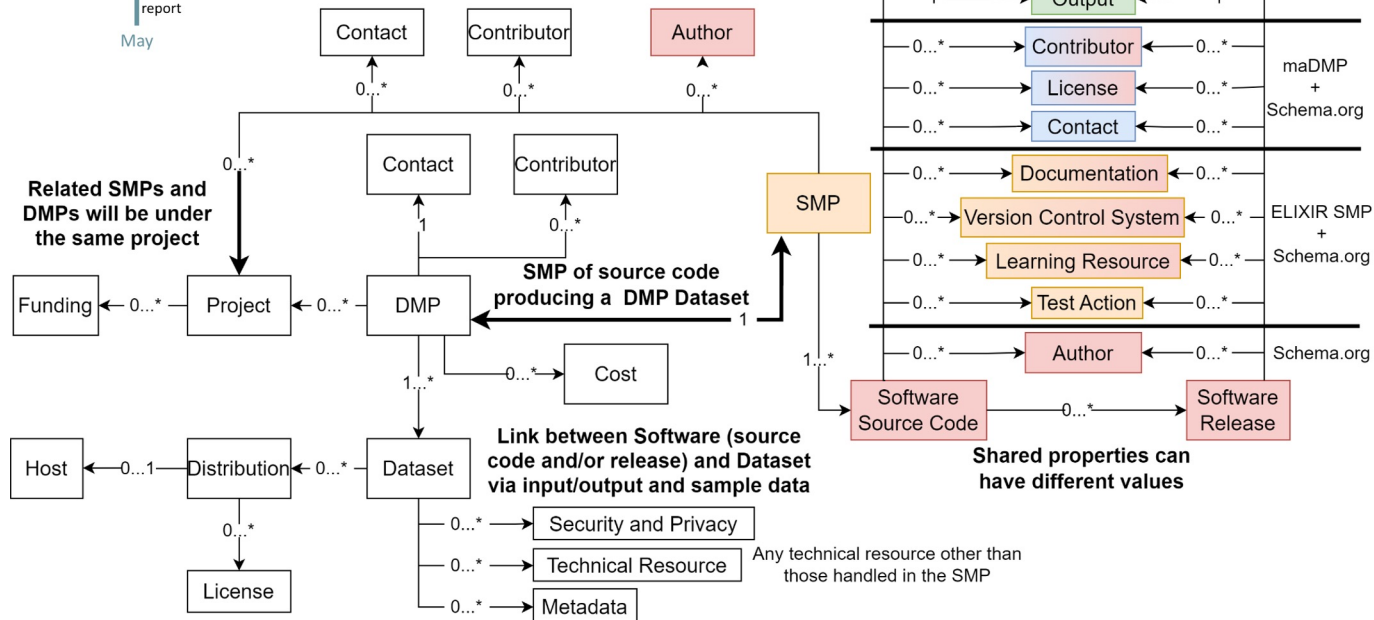 report
May
Output
Contact
Contributor
Author
0...*
0...*
0...*
0...*
Related SMPs and
DMPs will be under
the same project
Contact
Contributor
1
0...*
SMP
SMP of source code
producing a  DMP Dataset
1
Funding
0...*
Project
0...*
DMP
1...*
0...*
Cost
1...*
Host
0...1
Distribution
0...*
Dataset
0...*
License
Link between Software (source
code and/or release) and Dataset
via input/output and sample data
0...*
Security and Privacy
0...*
Technical Resource
Any technical resource other than
those handled in the SMP
0...*
Metadata
0...*
Contributor
0...*
0...*
License
0...*
0...*
Contact
0...*
maDMP
+
Schema.org
0...*
Documentation
0...*
0...*
Version Control System
0...*
0...*
Learning Resource
0...*
0...*
Test Action
0...*
ELIXIR SMP
+
Schema.org
0...*
Author
0...*
Schema.org
Software
Source Code
0...*
Software
Release
Shared properties can
have different values